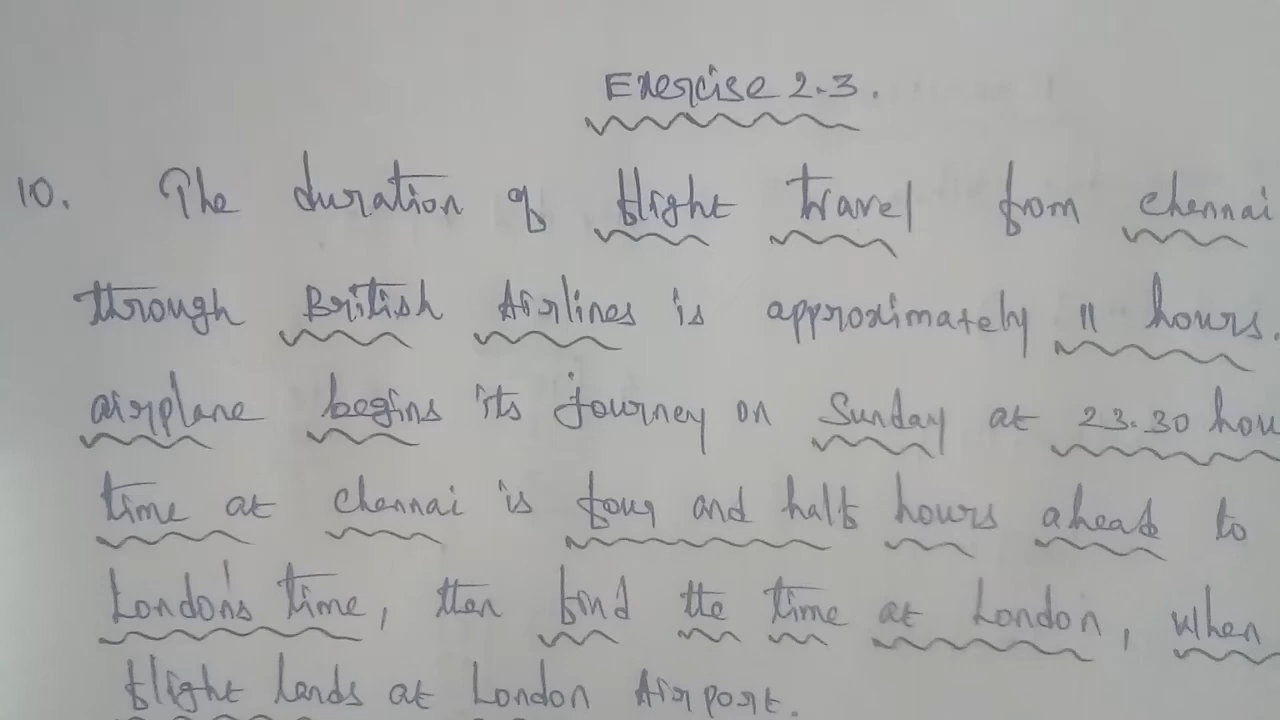 Exercise 2.3.
10. The duration of flight travel from chennai
through British Airlines is approximately 11 hours.
airplane begins its journey on Sunday at 23.30 hou
time at chennai is four and half hours ahead to
London's time, then find the time at London, when
flight lands at London Airport.